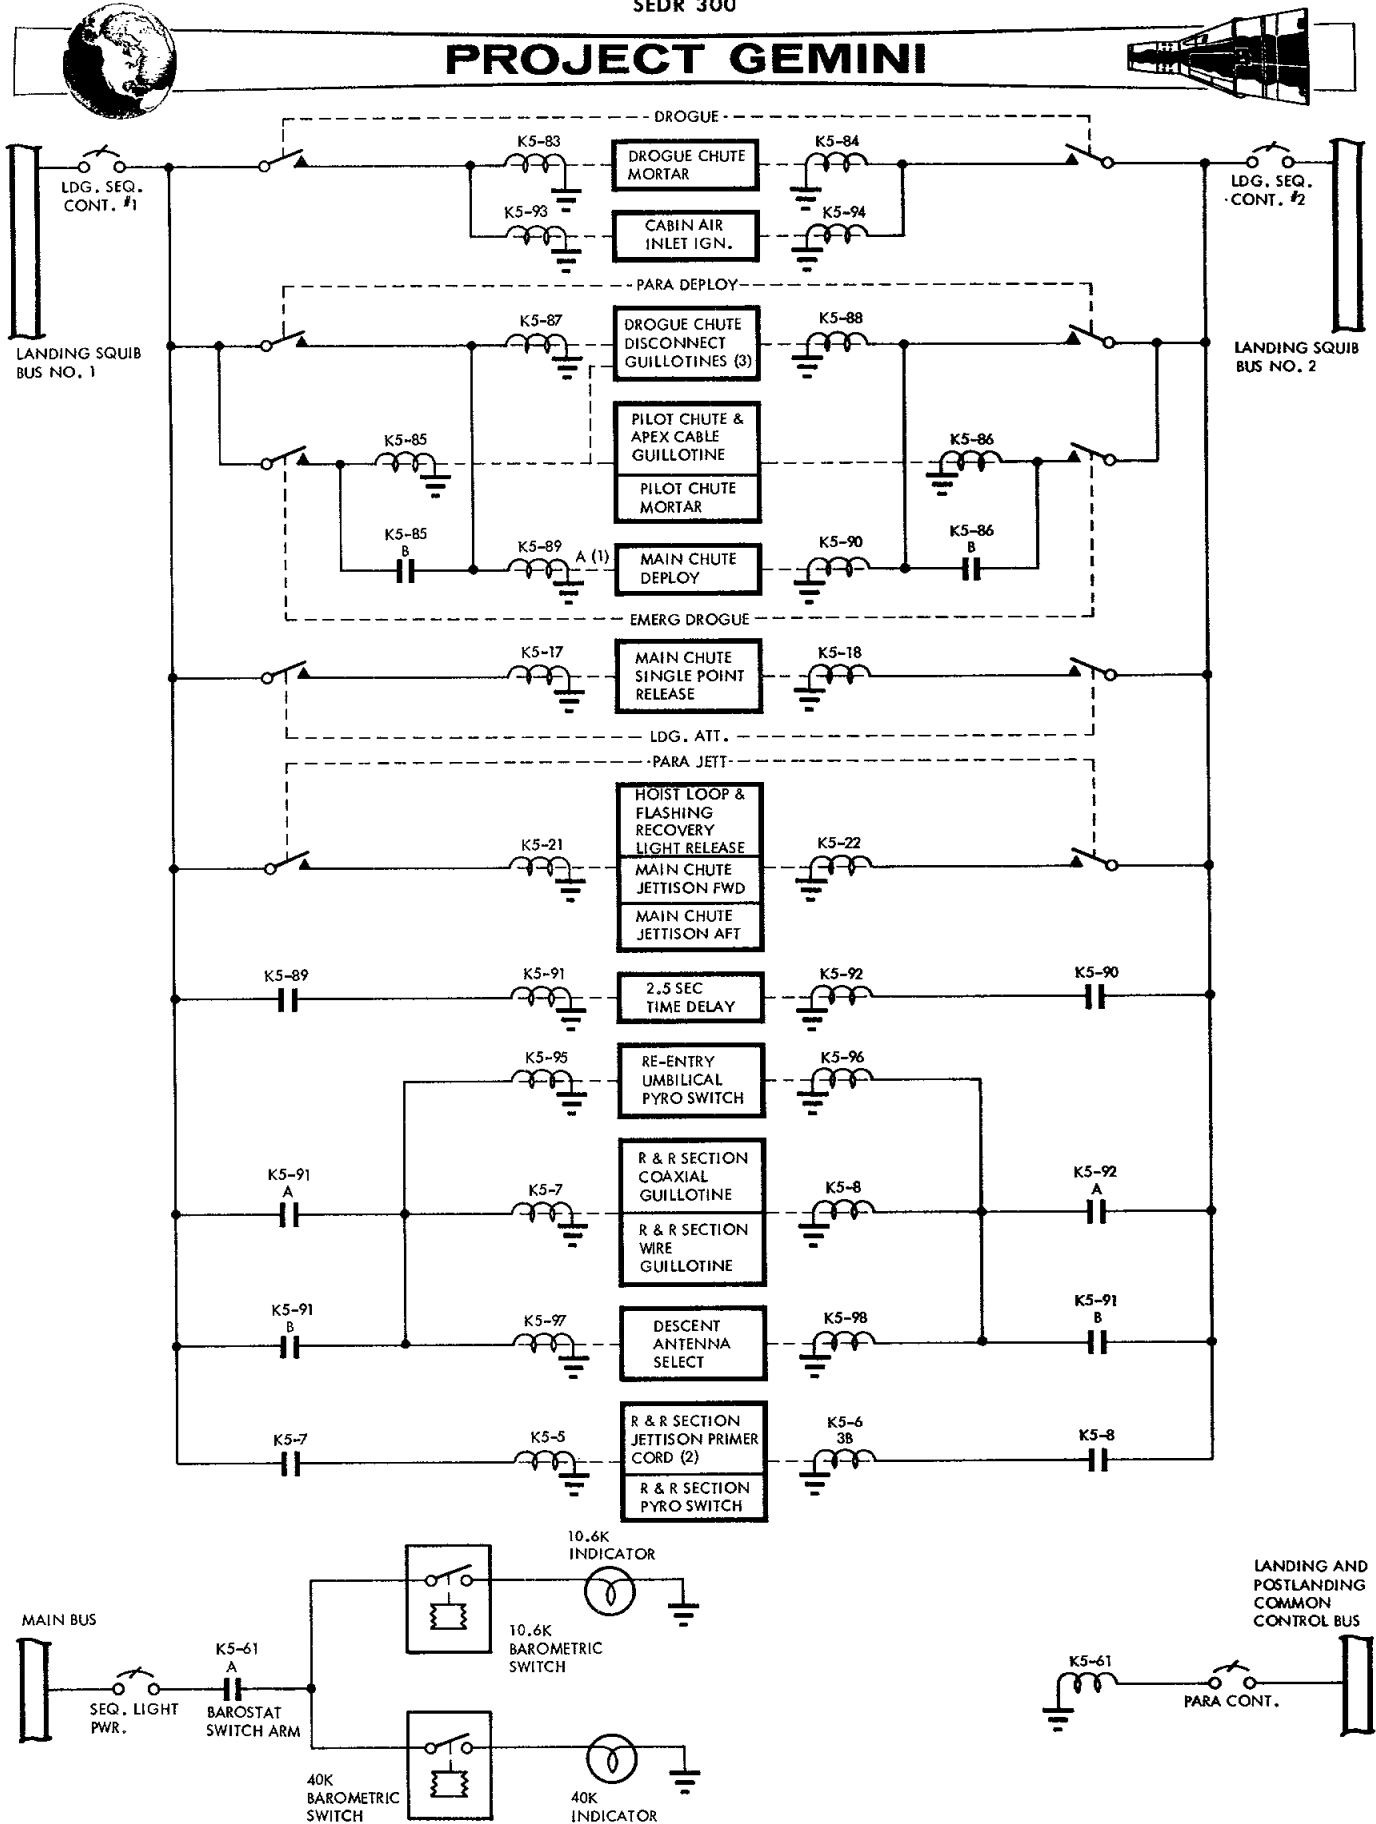 SEDR 300
PROJECT GEMINI
DROGUE
K5-83
DROGUE CHUTE
MORTAR
K5-84
LDG. SEQ.
CONT. #1
LDG. SEQ.
CONT. #2
K5-93
CABIN AIR
INLET IGN.
K5-94
PARA DEPLOY
K5-87
DROGUE CHUTE
DISCONNECT
GUILLOTINES (3)
K5-88
LANDING SQUIB
BUS NO. 1
LANDING SQUIB
BUS NO. 2
K5-85
PILOT CHUTE &
APEX CABLE
GUILLOTINE
K5-86
PILOT CHUTE
MORTAR
K5-85
B
K5-89
A (1)
MAIN CHUTE
DEPLOY
K5-90
K5-86
B
EMERG DROGUE
K5-17
MAIN CHUTE
SINGLE POINT
RELEASE
K5-18
LDG. ATT.
PARA JETT
HOIST LOOP &
FLASHING
RECOVERY
LIGHT RELEASE
K5-21
K5-22
MAIN CHUTE
JETTISON FWD
MAIN CHUTE
JETTISON AFT
K5-89
K5-91
2.5 SEC
TIME DELAY
K5-92
K5-90
K5-95
RE-ENTRY
UMBILICAL
PYRO SWITCH
K5-96
K5-91
A
K5-7
R & R SECTION
COAXIAL
GUILLOTINE
K5-8
K5-92
A
R & R SECTION
WIRE
GUILLOTINE
K5-91
B
K5-97
DESCENT
ANTENNA
SELECT
K5-98
K5-91
B
K5-7
K5-5
R & R SECTION
JETTISON PRIMER
CORD (2)
K5-6
3B
K5-8
R & R SECTION
PYRO SWITCH
10.6K
INDICATOR
10.6K
BAROMETRIC
SWITCH
MAIN BUS
K5-61
A
SEQ. LIGHT
PWR.
BAROSTAT
SWITCH ARM
40K
BAROMETRIC
SWITCH
40K
INDICATOR
LANDING AND
POSTLANDING
COMMON
CONTROL BUS
K5-61
PARA CONT.